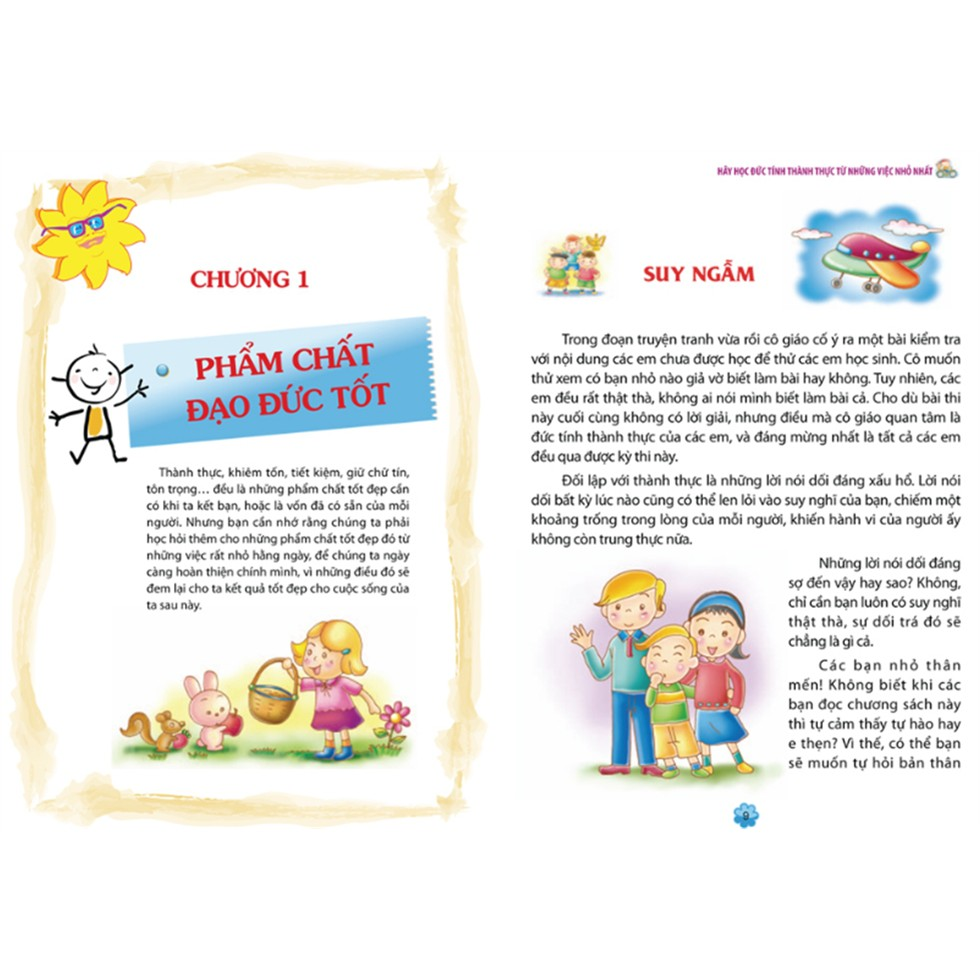 CHƯƠNG 1
PHẨM CHẤT
ĐẠO ĐỨC TỐT
Thành thực, khiêm tốn, tiết kiệm, giữ chữ tín,
tôn trọng... đều là những phẩm chất tốt đẹp cần
có khi ta kết bạn, hoặc là vốn đã có sẵn của mỗi
người. Nhưng bạn cần nhớ rằng chúng ta phải
học hỏi thêm cho những phẩm chất tốt đẹp đó từ
những việc rất nhỏ hằng ngày, để chúng ta ngày
càng hoàn thiện chính mình, vì những điều đó sẽ
đem lại cho ta kết quả tốt đẹp cho cuộc sống của
ta sau này.
HÃY HỌC ĐỨC TÍNH THÀNH THỰC TỪ NHỮNG VIỆC NHỎ NHẤT
SUY NGẪM
Trong đoạn truyện tranh vừa rồi cô giáo cố ý ra một bài kiểm tra
với nội dung các em chưa được học để thử các em học sinh. Cô muốn
thử xem có bạn nhỏ nào giả vờ biết làm bài hay không. Tuy nhiên, các
em đều rất thật thà, không ai nói mình biết làm bài cả. Cho dù bài thi
này cuối cùng không có lời giải, nhưng điều mà cô giáo quan tâm là
đức tính thành thực của các em, và đáng mừng nhất là tất cả các em
đều qua được kỳ thi này.
Đối lập với thành thực là những lời nói dối đáng xấu hổ. Lời nói
dối bất kỳ lúc nào cũng có thể len lỏi vào suy nghĩ của bạn, chiếm một
khoảng trống trong lòng của mỗi người, khiến hành vi của người ấy
không còn trung thực nữa.
Những lời nói dối đáng
sợ đến vậy hay sao? Không,
chỉ cần bạn luôn có suy nghĩ
thật thà, sự dối trá đó sẽ
chẳng là gì cả.
Các bạn nhỏ thân
mến! Không biết khi các
bạn đọc chương sách này
thì tự cảm thấy tự hào hay
e thẹn? Vì thế, có thể bạn
sẽ muốn tự hỏi bản thân
9